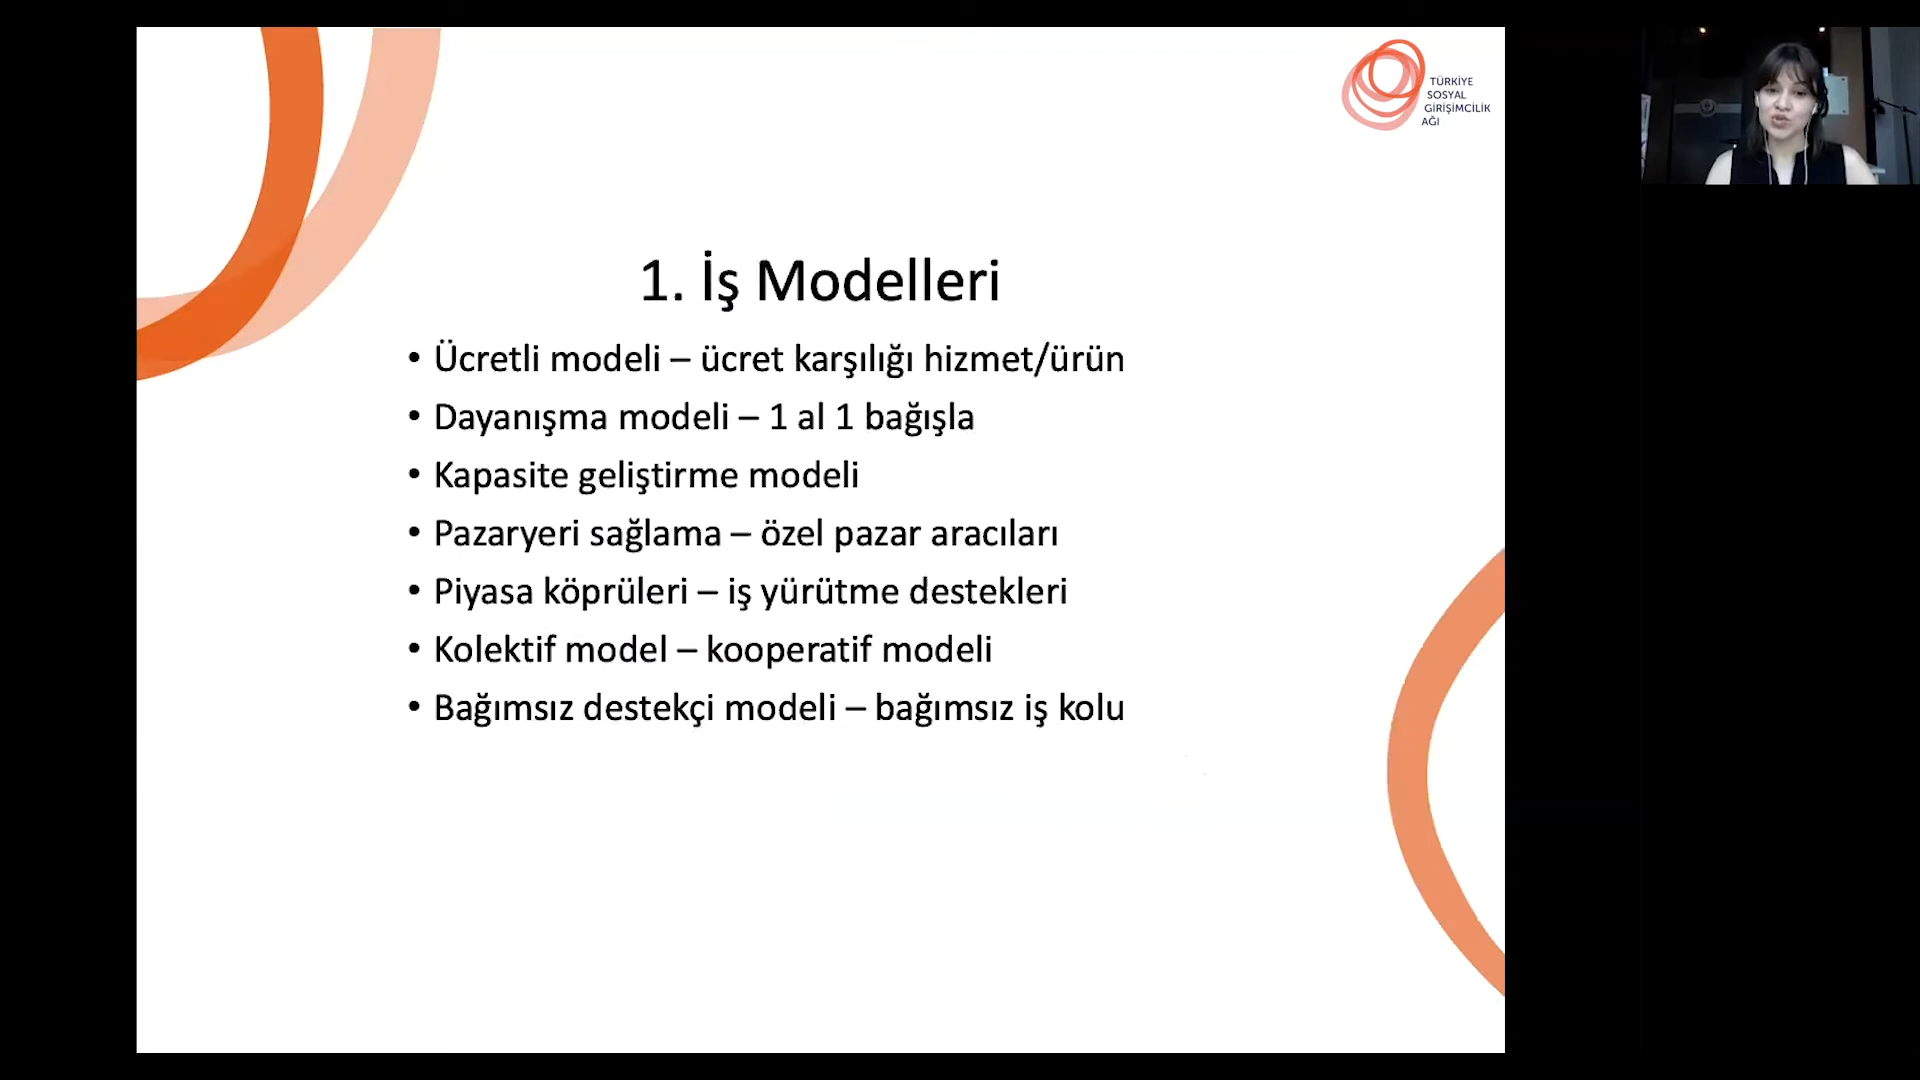 TÜRKİYE
SOSYAL
GİRİŞİMCİLİK
AĞI
1. İş Modelleri
• Ücretli modeli – ücret karşılığı hizmet/ürün
• Dayanışma modeli – 1 al 1 bağışla
• Kapasite geliştirme modeli
• Pazaryeri sağlama – özel pazar aracıları
• Piyasa köprüleri – iş yürütme destekleri
• Kolektif model – kooperatif modeli
• Bağımsız destekçi modeli – bağımsız iş kolu